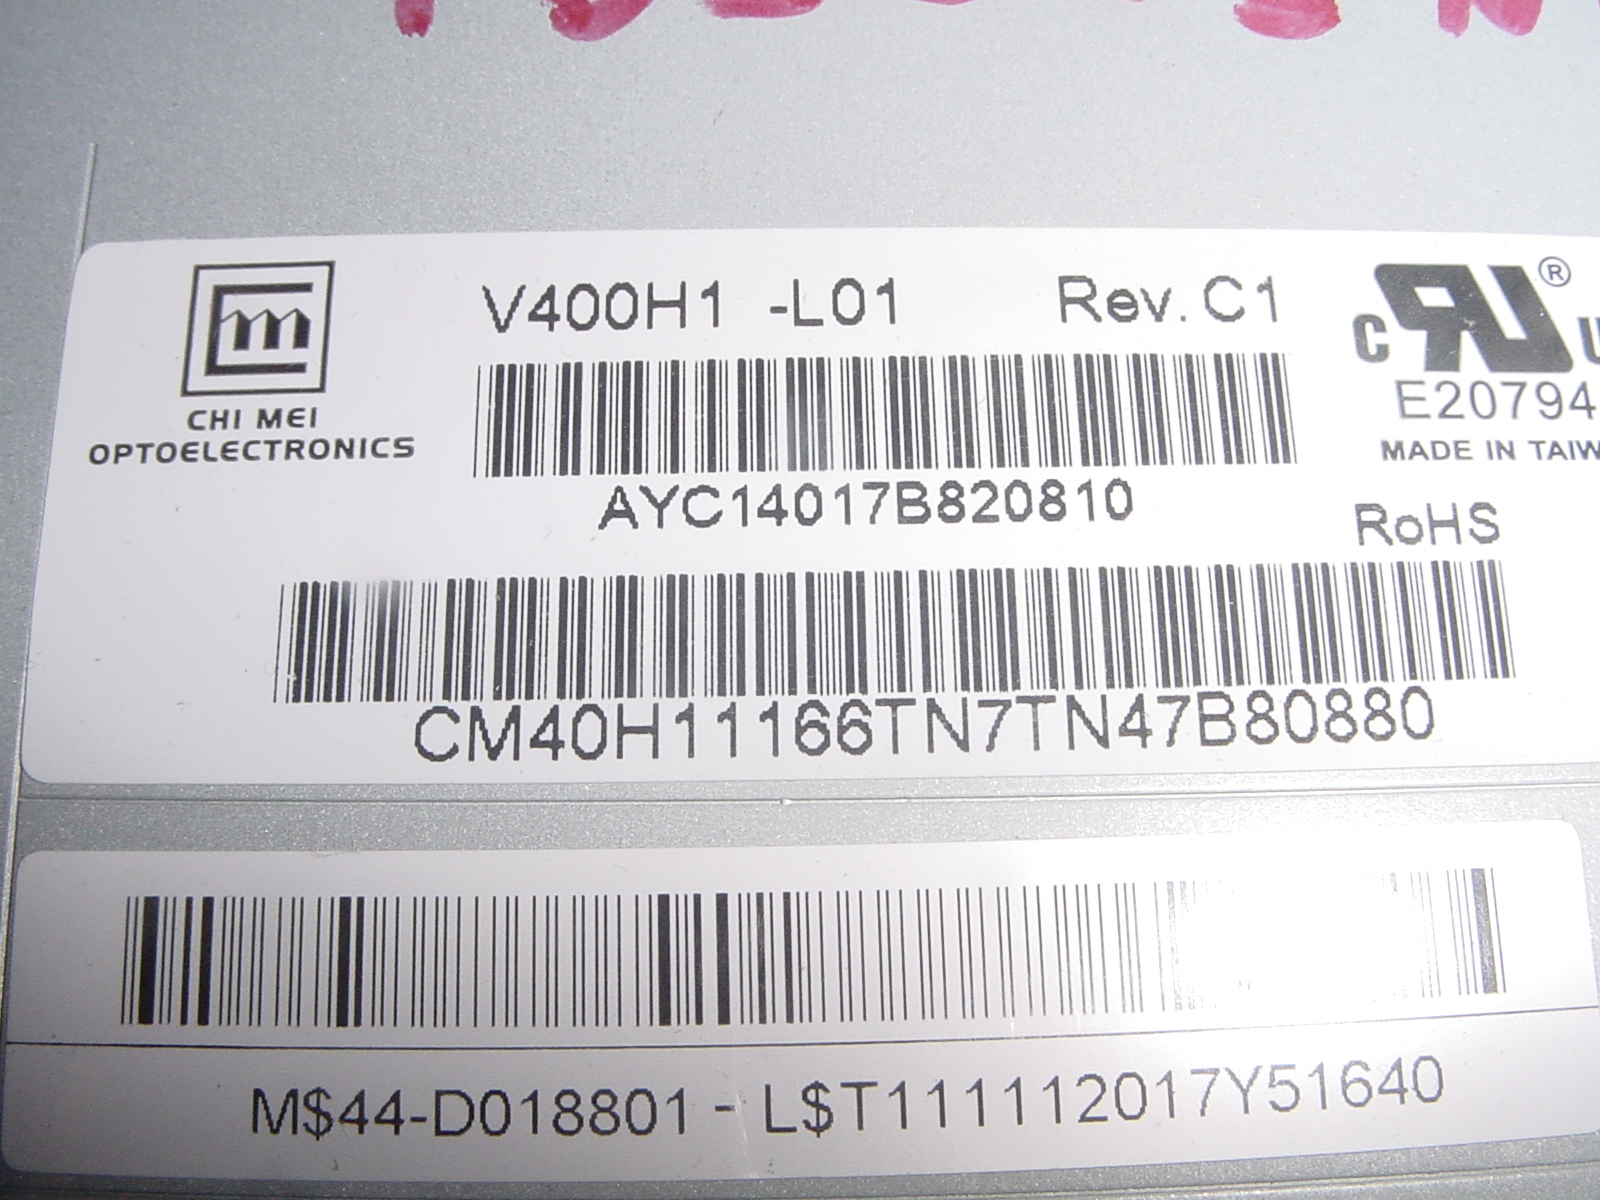 V400H1 -L01 Rev. C1
CHI MEI
OPTOELECTRONICS
C ® U
E20794
MADE IN TAIW
AYC14017B820810
RoHS
CM40H11166TN7TN47B80880
M$44-D018801 - L$T111112017Y51640